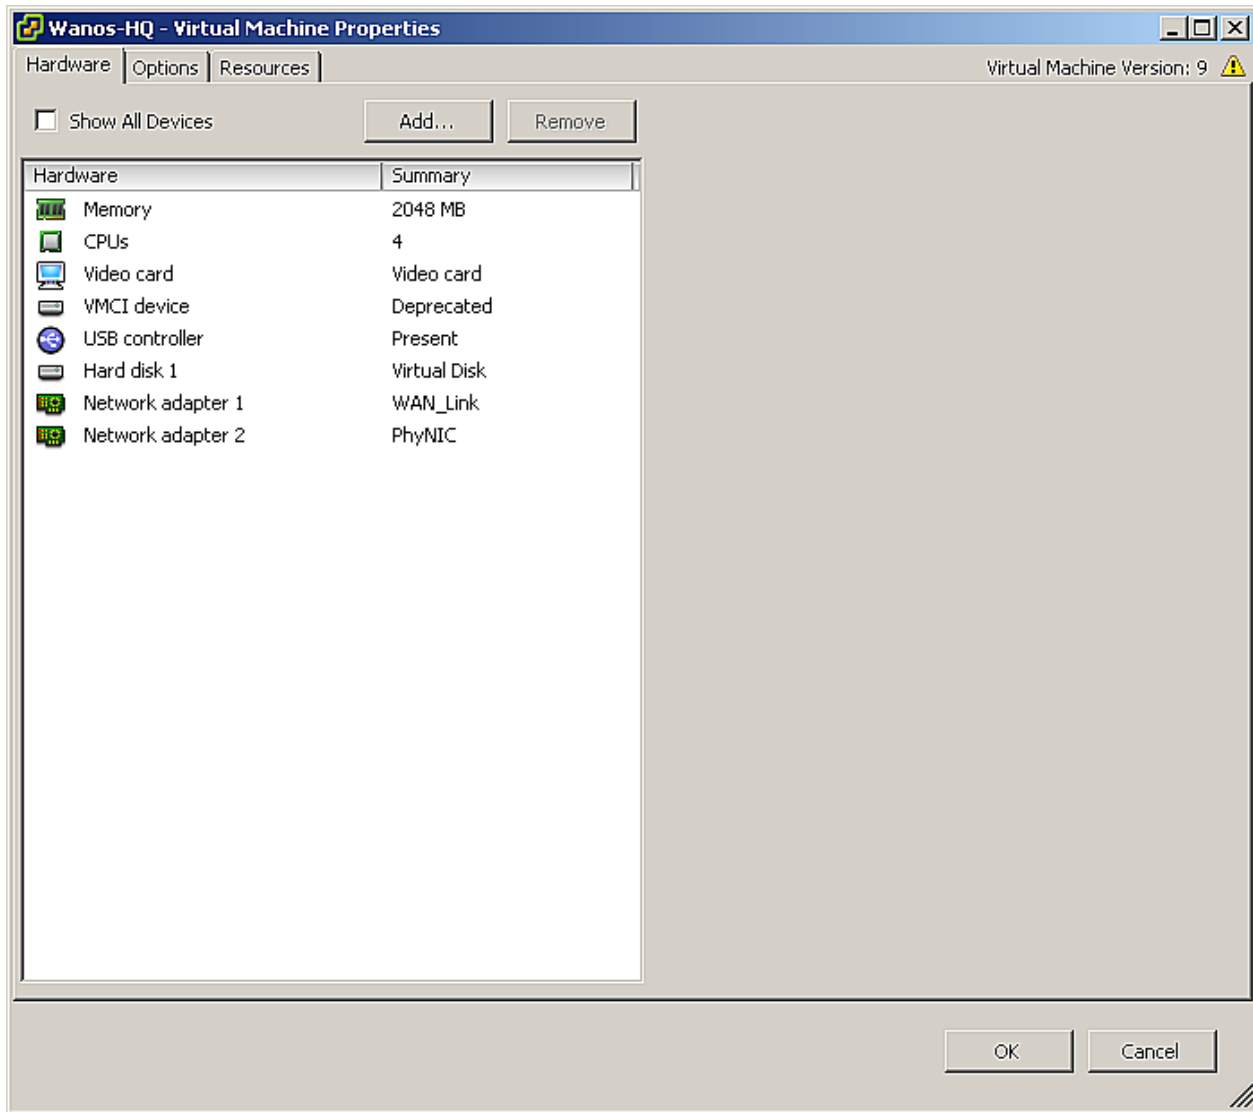 Wanos-HQ - Virtual Machine Properties
Hardware Options Resources Virtual Machine Version: 9
Show All Devices Add... Remove
Hardware Summary
Memory 2048 MB
CPUs 4
Video card Video card
VMCI device Deprecated
USB controller Present
Hard disk 1 Virtual Disk
Network adapter 1 WAN_Link
Network adapter 2 PhyNIC
OK Cancel